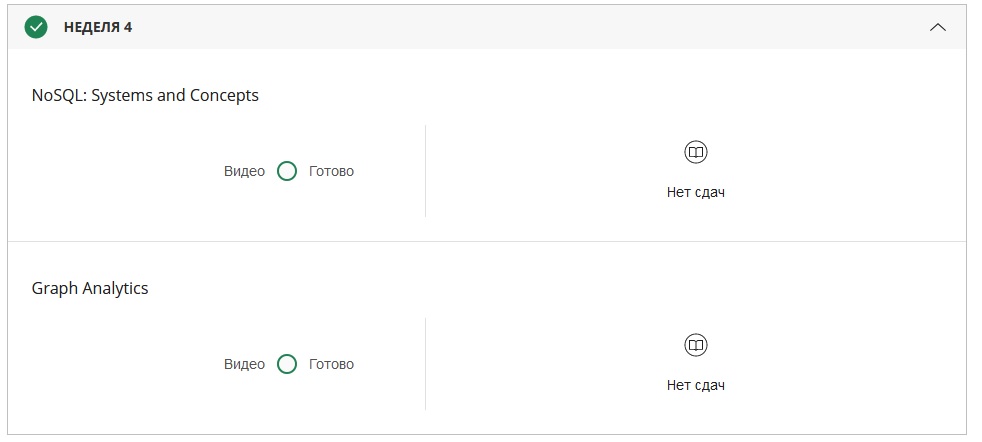 НЕДЕЛЯ 4
NoSQL: Systems and Concepts
Видео Готово
Нет сдач
Graph Analytics
Видео Готово
Нет сдач